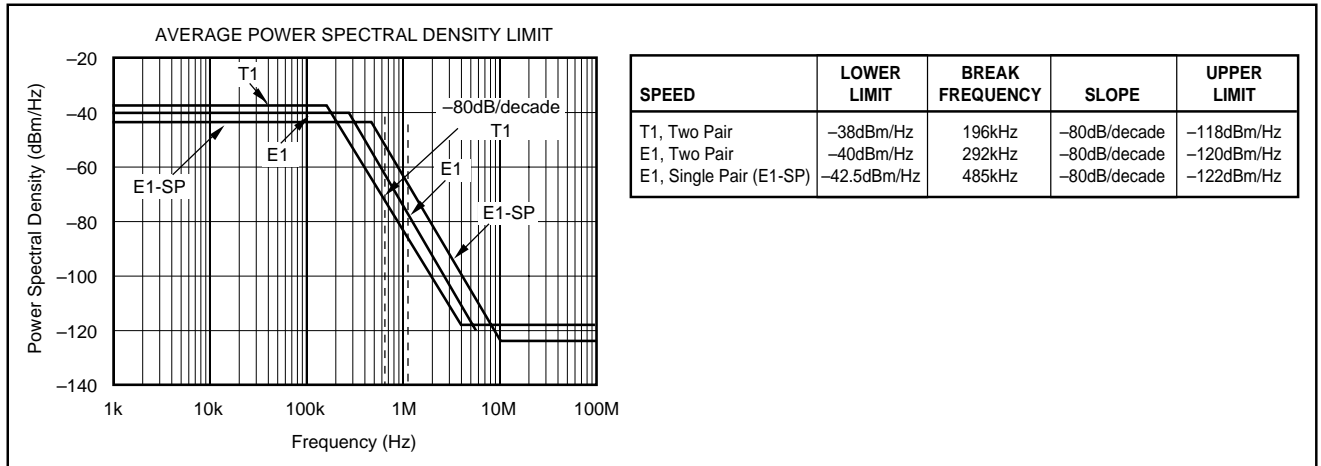 AVERAGE POWER SPECTRAL DENSITY LIMIT
Power Spectral Density (dBm/Hz)
–20
–40
–60
–80
–100
–120
–140
T1
–80dB/decade
T1
E1
E1
E1-SP
E1-SP
1k 10k 100k 1M 10M 100M
Frequency (Hz)
SPEED LOWER LIMIT BREAK FREQUENCY SLOPE UPPER LIMIT
T1, Two Pair –38dBm/Hz 196kHz –80dB/decade –118dBm/Hz
E1, Two Pair –40dBm/Hz 292kHz –80dB/decade –120dBm/Hz
E1, Single Pair (E1-SP) –42.5dBm/Hz 485kHz –80dB/decade –122dBm/Hz